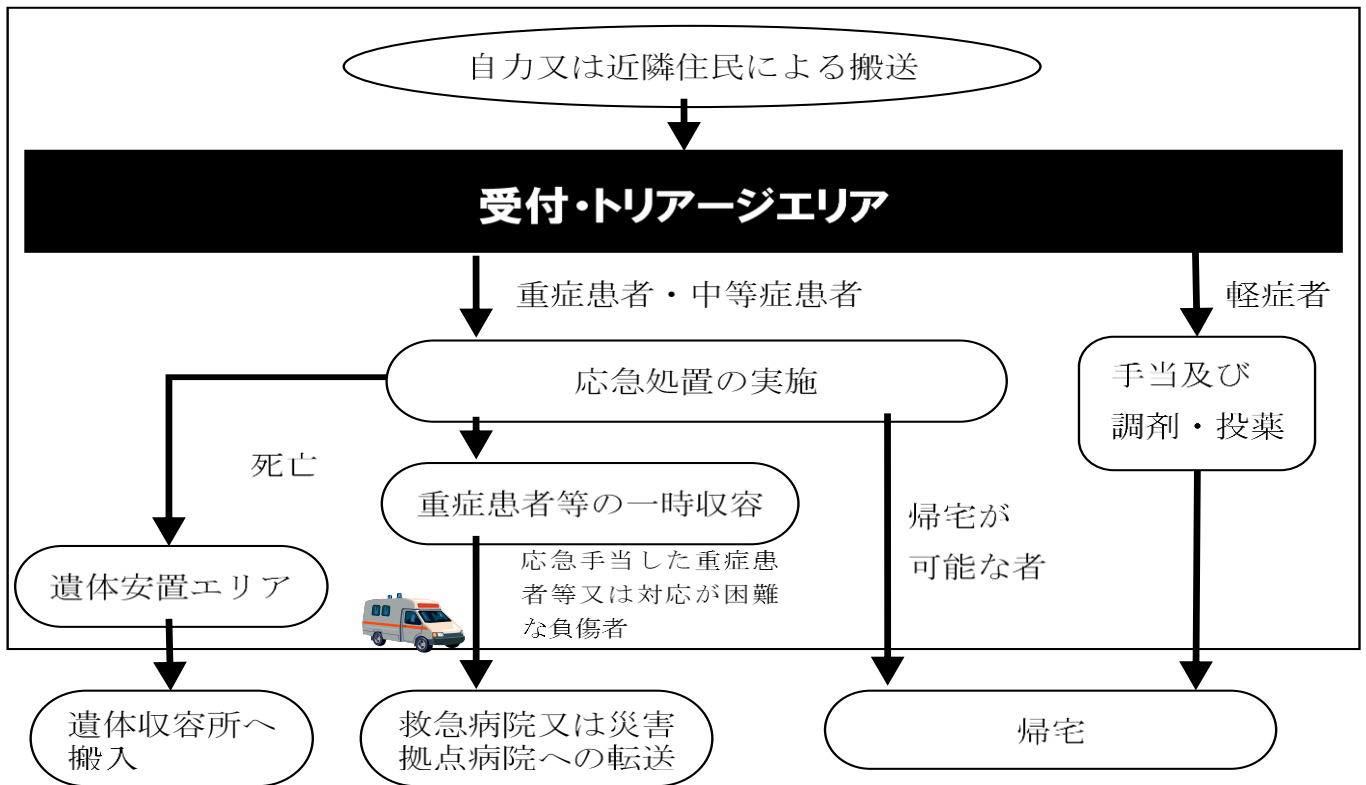 自力又は近隣住民による搬送
受付・トリアージエリア
重症患者・中等症患者
軽症者
応急処置の実施
手当及び
調剤・投薬
死亡
重症患者等の一時収容
帰宅が
可能な者
遺体安置エリア
応急手当した重症患
者等又は対応が困難
な負傷者
遺体収容所へ
搬入
救急病院又は災害
拠点病院への転送
帰宅